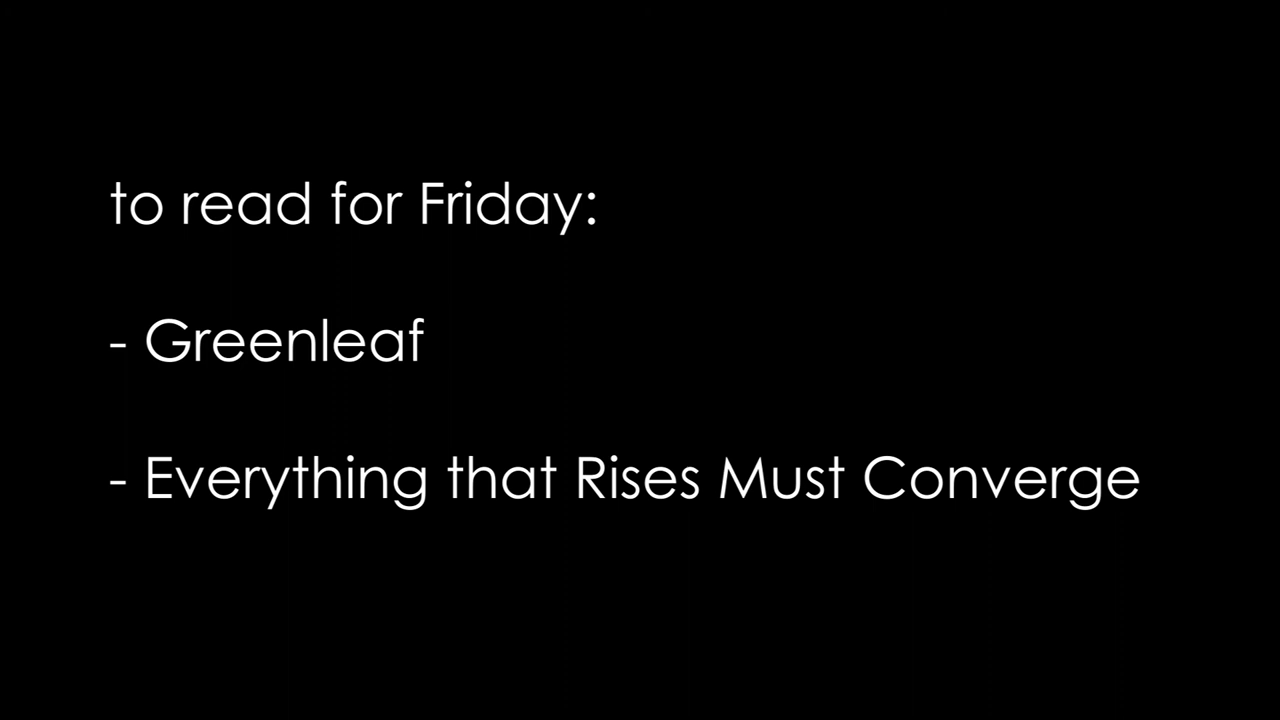 to read for Friday:
- Greenleaf
- Everything that Rises Must Converge